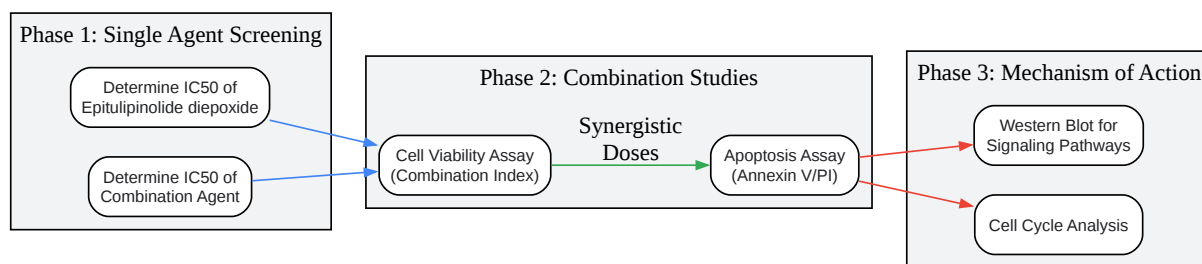 Phase 1: Single Agent Screening
Determine IC50 of
Epitulipinolide diepoxide
Determine IC50 of
Combination Agent
Phase 2: Combination Studies
Cell Viability Assay
(Combination Index)
Synergistic
Doses
Apoptosis Assay
(Annexin V/PI)
Phase 3: Mechanism of Action
Western Blot for
Signaling Pathways
Cell Cycle Analysis